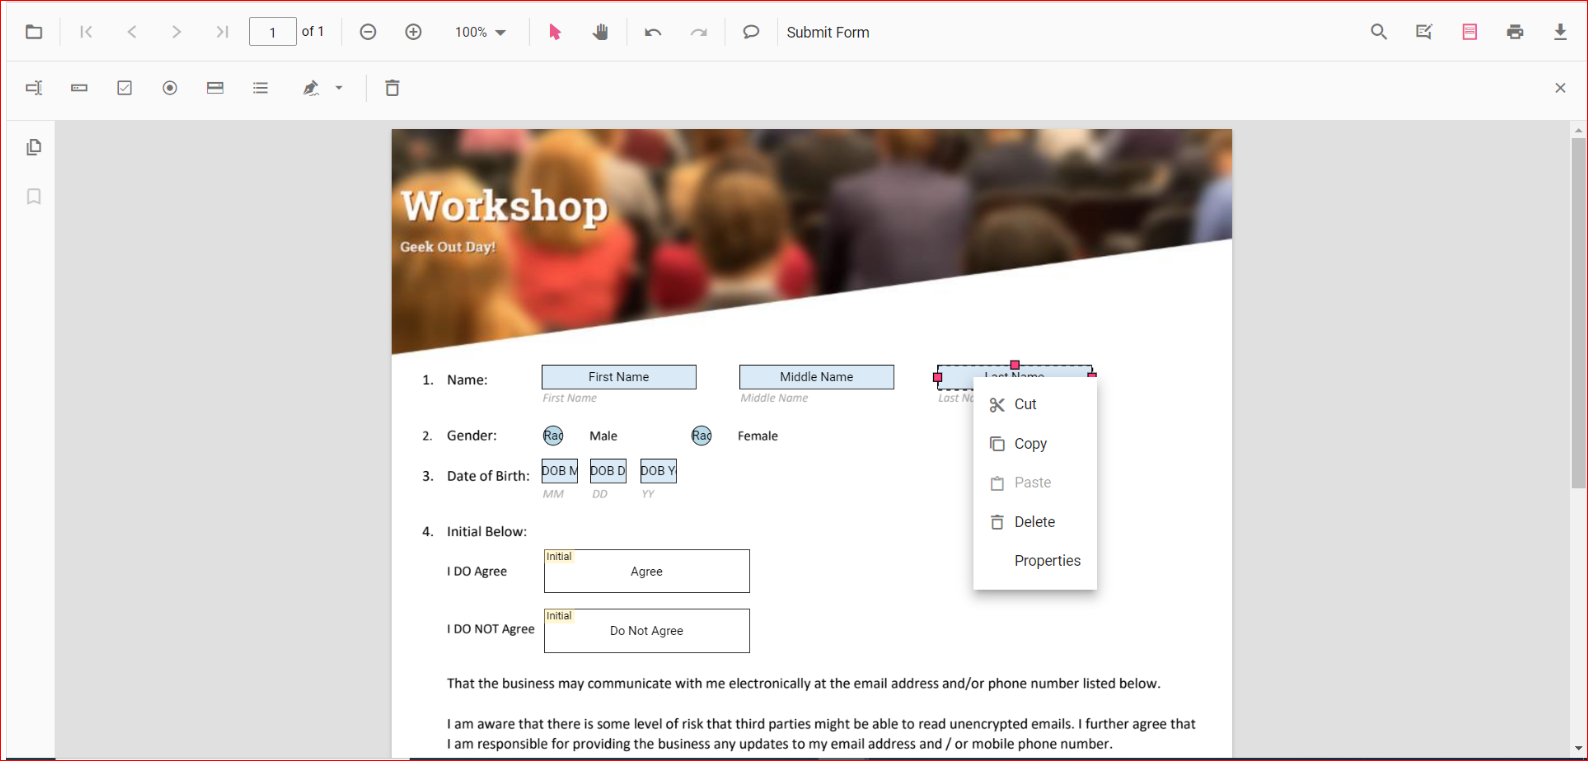 1 of 1 100% Submit Form
Workshop
Geek Out Day!
1. Name: First Name Middle Name Last Name
First Name Middle Name Last
Cut
Copy
Paste
Delete
Properties
2. Gender: Rad Male Rad Female
3. Date of Birth: DOB M DOB D DOB Y
MM DD YY
4. Initial Below:
Initial
I DO Agree Agree
Initial
I DO NOT Agree Do Not Agree
That the business may communicate with me electronically at the email address and/or phone number listed below.
I am aware that there is some level of risk that third parties might be able to read unencrypted emails. I further agree that
I am responsible for providing the business any updates to my email address and / or mobile phone number.